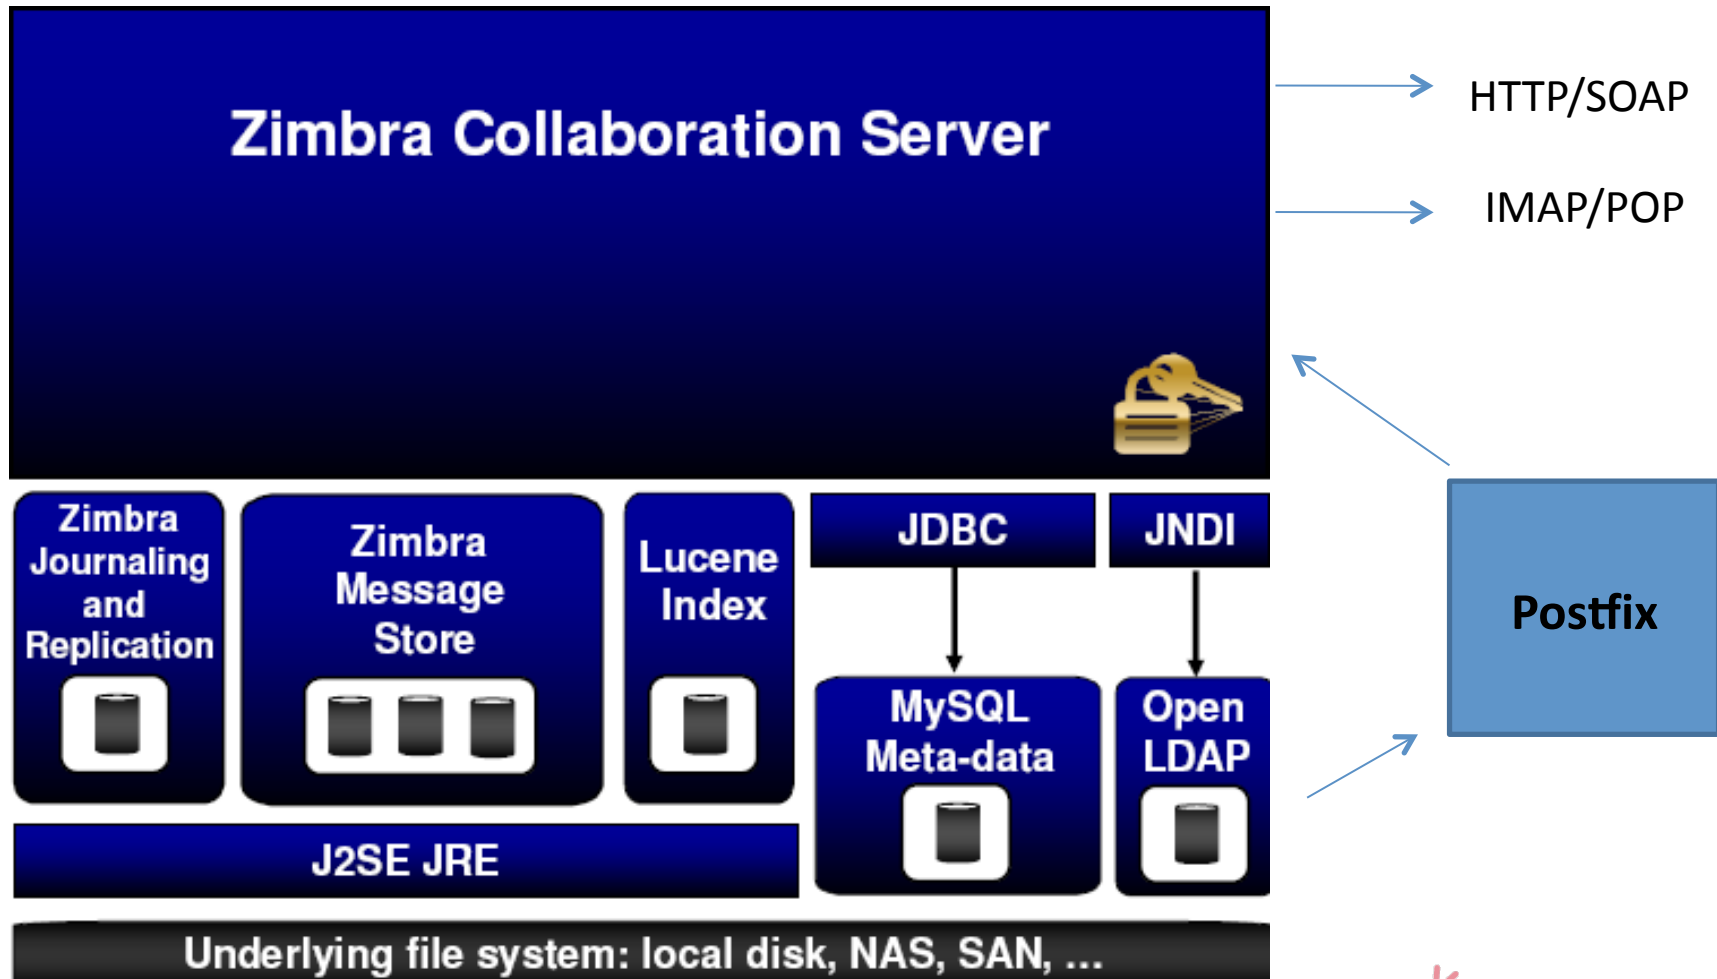 Zimbra Collaboration Server
HTTP/SOAP
IMAP/POP
Zimbra
Journaling
and
Replication
Zimbra
Message
Store
Lucene
Index
JDBC
JNDI
MySQL
Meta-data
Open
LDAP
Postfix
J2SE JRE
Underlying file system: local disk, NAS, SAN, ...